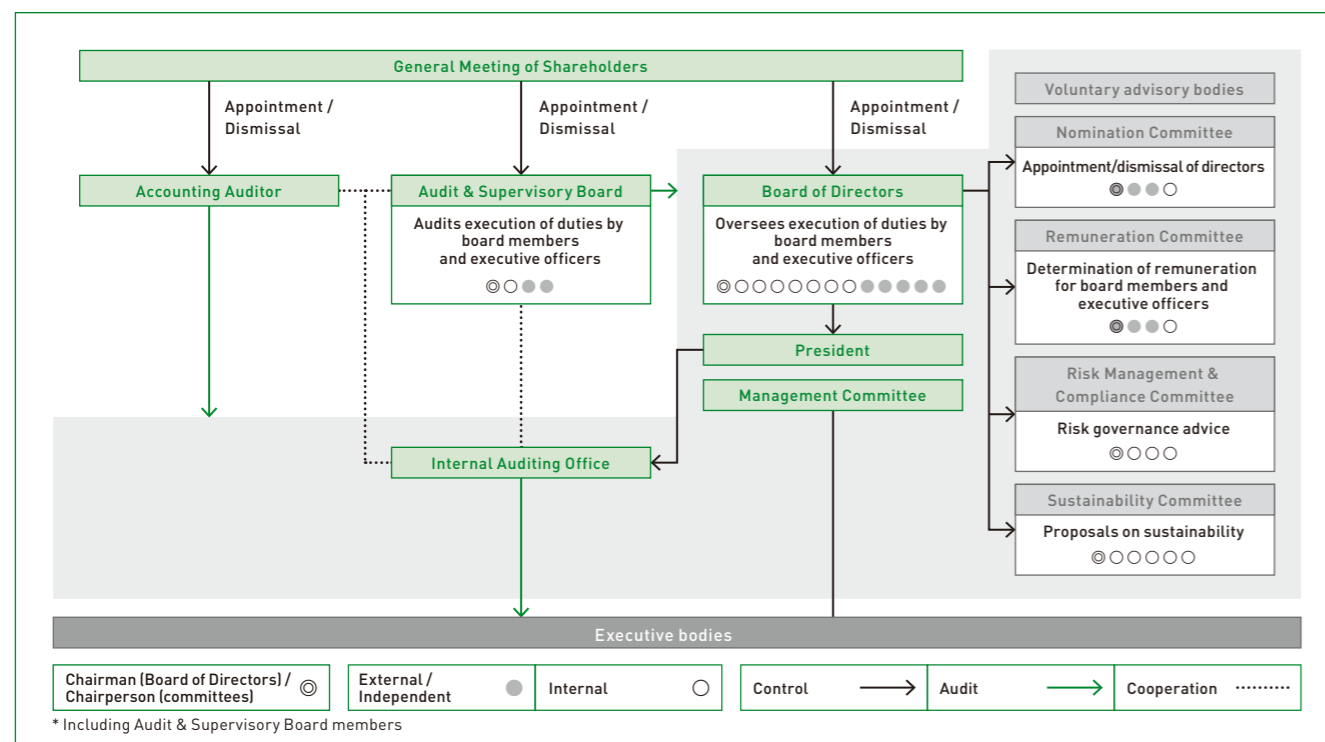 General Meeting of Shareholders
Appointment /
Dismissal
Appointment /
Dismissal
Appointment /
Dismissal
Voluntary advisory bodies
Nomination Committee
Appointment/dismissal of directors
Accounting Auditor
Audit & Supervisory Board
Audits execution of duties by
board members
and executive officers
Board of Directors
Oversees execution of duties by
board members
and executive officers
Remuneration Committee
Determination of remuneration
for board members and
executive officers
President
Management Committee
Risk Management &
Compliance Committee
Risk governance advice
Internal Auditing Office
Sustainability Committee
Proposals on sustainability
Executive bodies
Chairman (Board of Directors) /
Chairperson (committees)
External /
Independent
Internal
Control
Audit
Cooperation
* Including Audit & Supervisory Board members